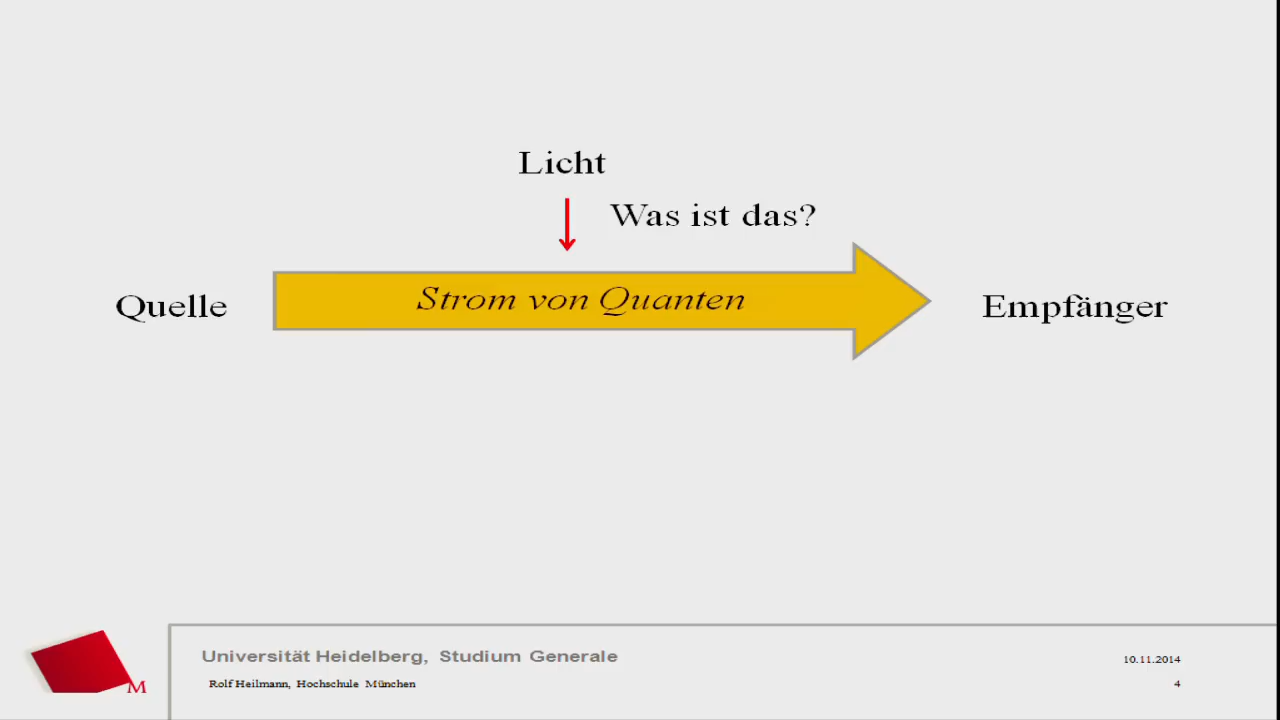 Licht
Was ist das?
Quelle
Strom von Quanten
Empfänger
Universität Heidelberg, Studium Generale
10.11.2014
Rolf Heilmann, Hochschule München
4
M